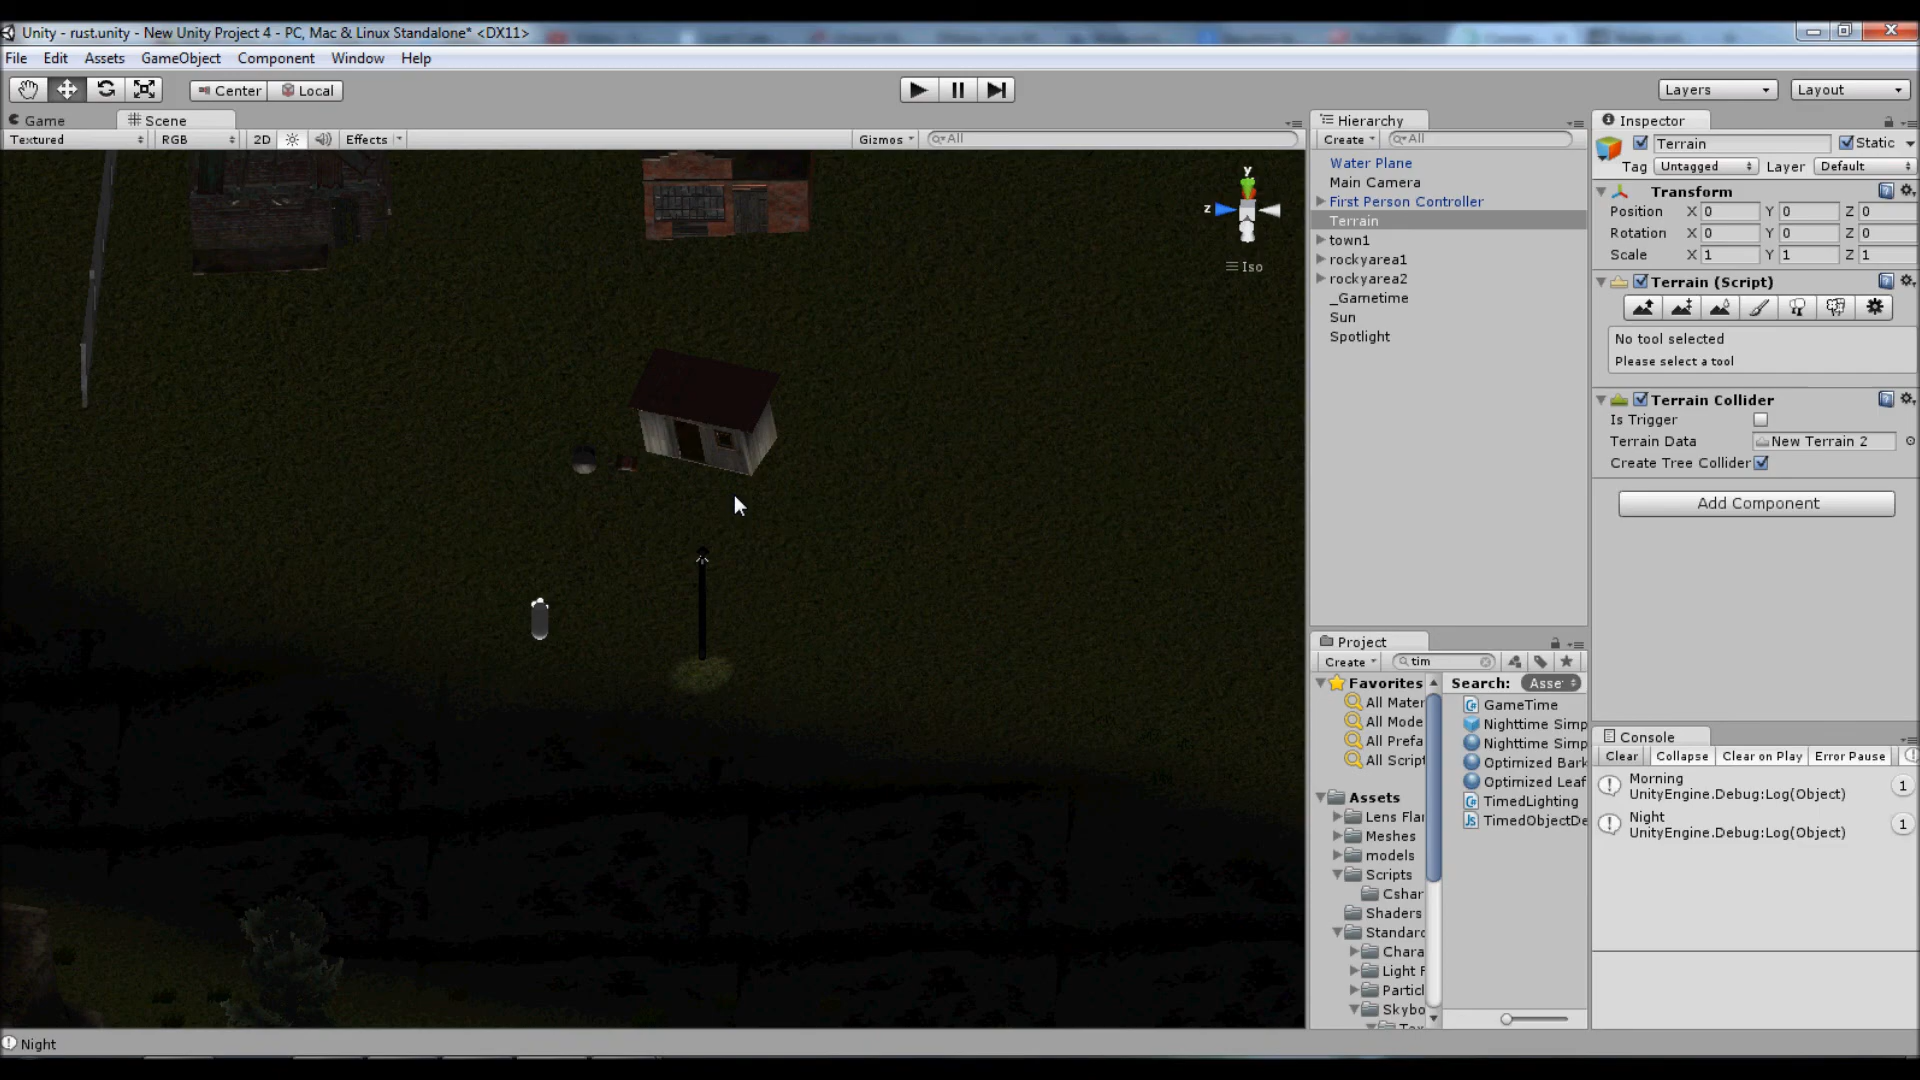 Unity - rust.unity - New Unity Project 4 - PC, Mac & Linux Standalone* <DX11>
File Edit Assets GameObject Component Window Help
Center Local
Layers Layout
Game Scene
Textured RGB 2D Effects Gizmos All
y
z
Iso
Hierarchy
Create All
Water Plane
Main Camera
First Person Controller
Terrain
town1
rockyarea1
rockyarea2
_Gametime
Sun
Spotlight
Project
Create tim
Favorites
All Mater
All Mode
All Prefa
All Script
Assets
Lens Flar
Meshes
models
Scripts
Cshar
Shaders
Standarc
Chara
Light F
Particl
Skybo
Search: Asse
GameTime
Nighttime Simp
Nighttime Simp
Optimized Bark
Optimized Leaf
TimedLighting
TimedObjectDe
Inspector
Terrain Static
Tag Untagged Layer Default
Transform
Position X 0 Y 0 Z 0
Rotation X 0 Y 0 Z 0
Scale X 1 Y 1 Z 1
Terrain (Script)
No tool selected
Please select a tool
Terrain Collider
Is Trigger
Terrain Data New Terrain 2
Create Tree Collider
Add Component
Console
Clear Collapse Clear on Play Error Pause
Morning
UnityEngine.Debug:Log(Object) 1
Night
UnityEngine.Debug:Log(Object) 1
Night